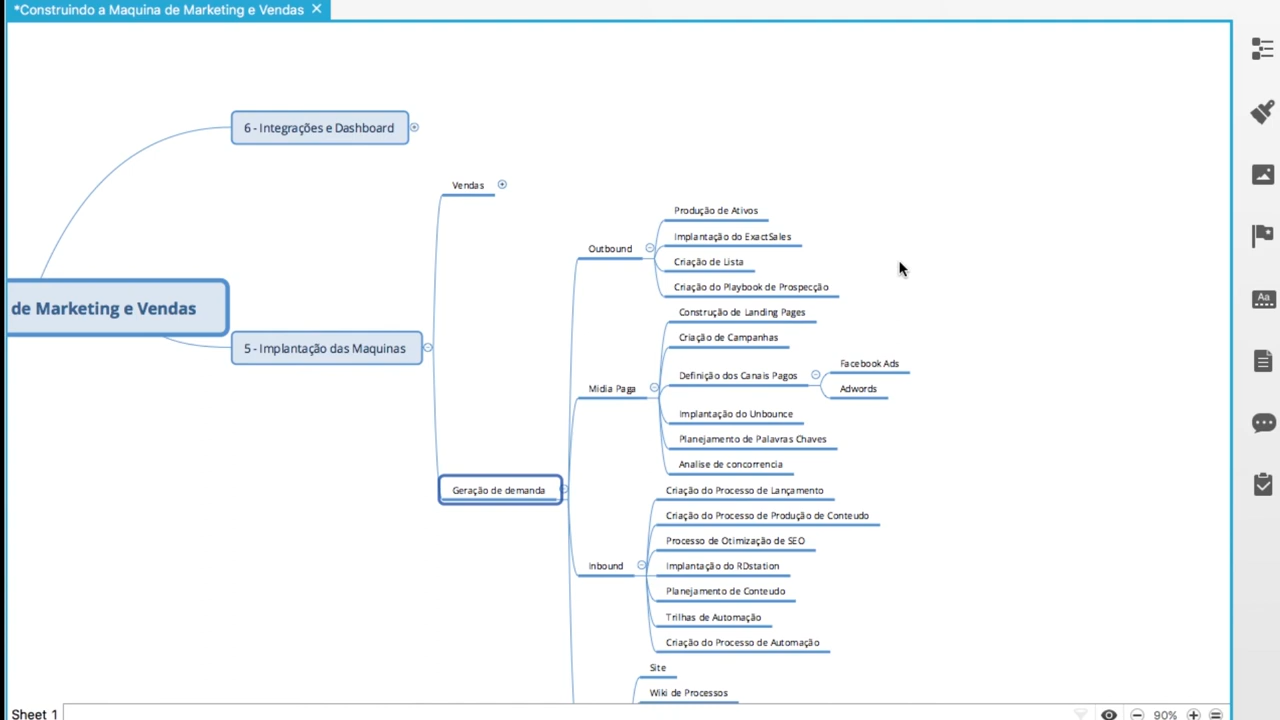 *Construindo a Maquina de Marketing e Vendas ×
6 - Integrações e Dashboard
Vendas
Produção de Ativos
Implantação do ExactSales
Outbound
Criação de Lista
Criação do Playbook de Prospecção
de Marketing e Vendas
Construção de Landing Pages
Criação de Campanhas
5 - Implantação das Maquinas
Facebook Ads
Definição dos Canais Pagos
Adwords
Midia Paga
Implantação do Unbounce
Planejamento de Palavras Chaves
Analise de concorrencia
Geração de demanda
Criação do Processo de Lançamento
Criação do Processo de Produção de Conteudo
Processo de Otimização de SEO
Inbound
Implantação do RDstation
Planejamento de Conteudo
Trilhas de Automação
Criação do Processo de Automação
Site
Wiki de Processos
Aa
Sheet 1
90%